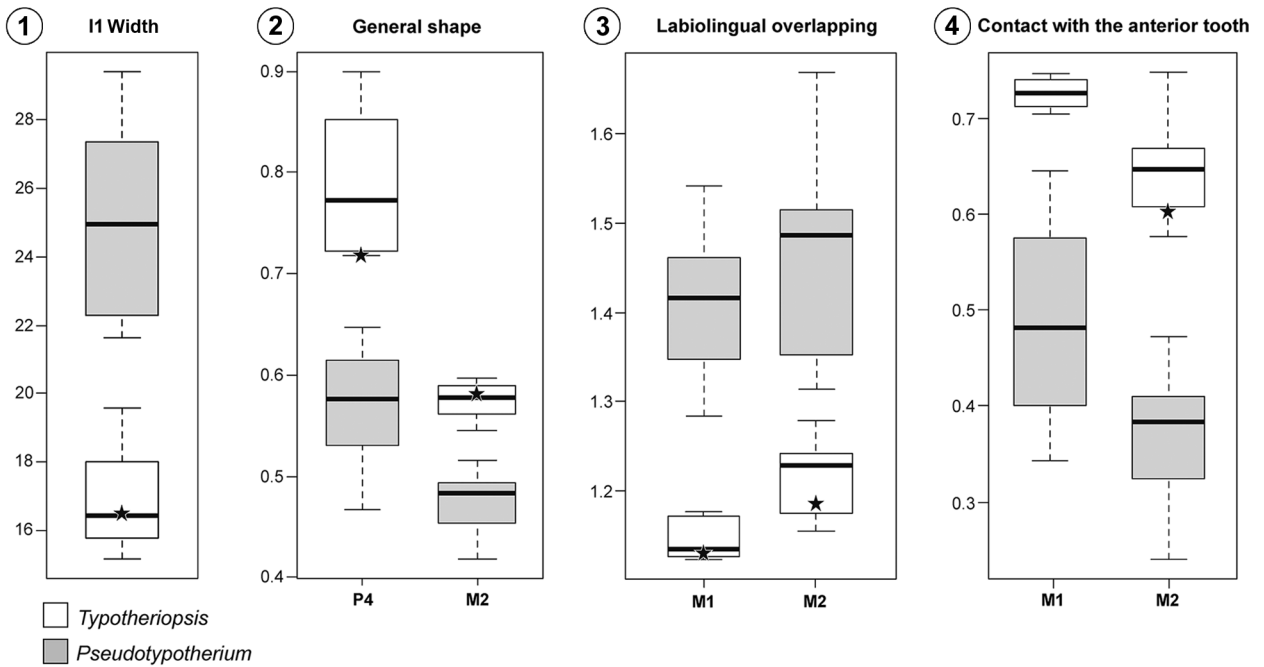 1 I1 Width
28
26
24
22
20
18
16
2 General shape
0.9
0.8
0.7
0.6
0.5
0.4
P4 M2
3 Labiolingual overlapping
1.6
1.5
1.4
1.3
1.2
M1 M2
4 Contact with the anterior tooth
0.7
0.6
0.5
0.4
0.3
M1 M2
Typotheriopsis
Pseudotypotherium